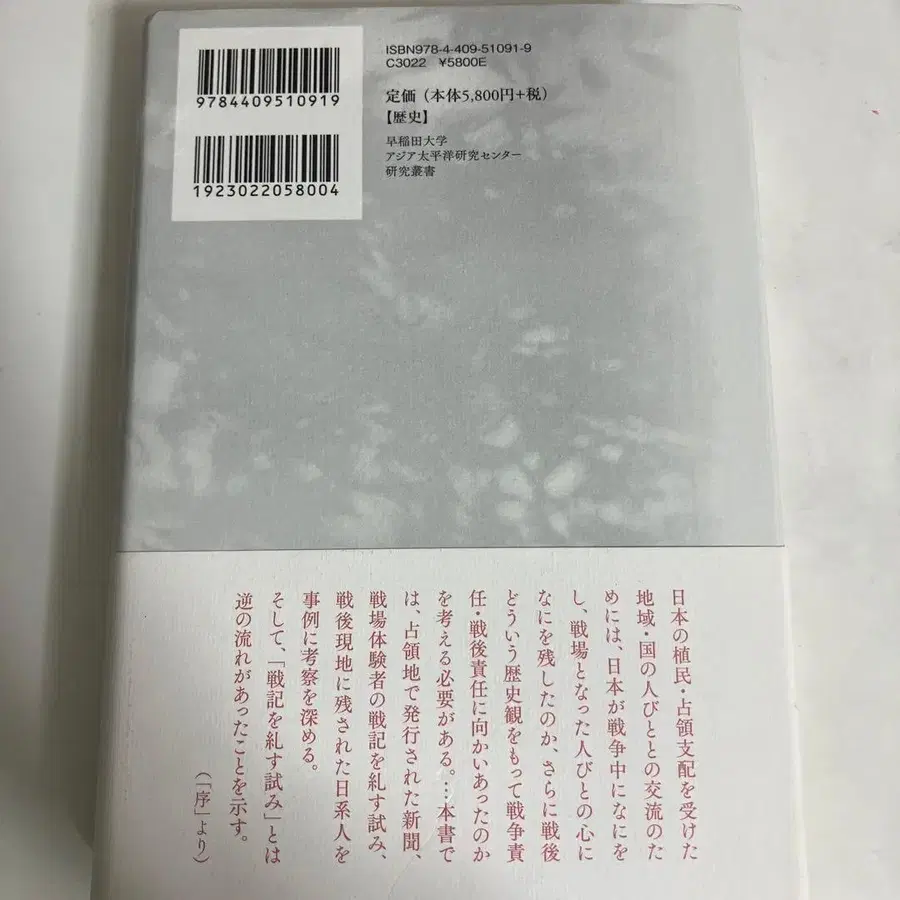 9784409510919
1923022058004
ISBN978-4-409-51091-9
C3022 ¥5800E
定価（本体5,800円+税）
【歴史】
早稲田大学
アジア太平洋研究センター
研究叢書
日本の植民・占領支配を受けた
地域・国の人びととの交流のた
めには、日本が戦争中になにを
し、戦場となった人びとの心に
なにを残したのか、さらに戦後
どういう歴史観をもって戦争責
任・戦後責任に向かいあったのか
を考える必要がある。…本書で
は、占領地で発行された新聞、
戦場体験者の戦記を糺す試み、
戦後現地に残された日系人を
事例に考察を深める。
そして、「戦記を糺す試み」とは
逆の流れがあったことを示す。
（「序」より）